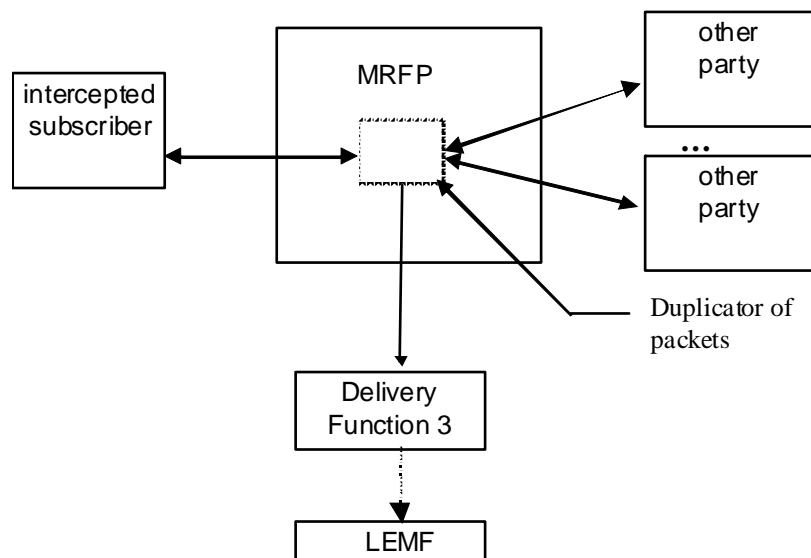 other
party
MRFP
intercepted
subscriber
...
other
party
Duplicator of
packets
Delivery
Function 3
LEMF